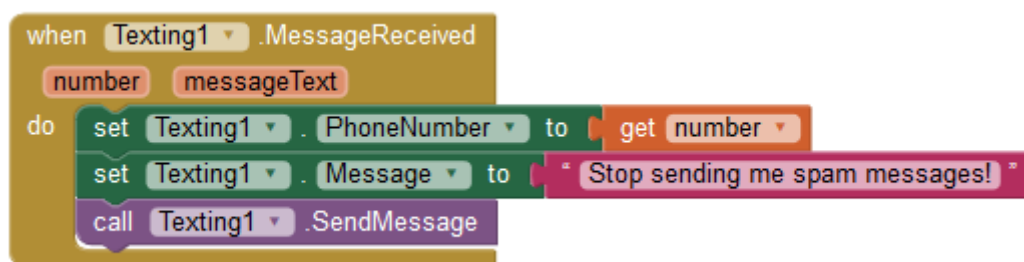 when Texting1 .MessageReceived
number messageText
do set Texting1 . PhoneNumber to get number
set Texting1 . Message to “ Stop sending me spam messages! ”
call Texting1 .SendMessage